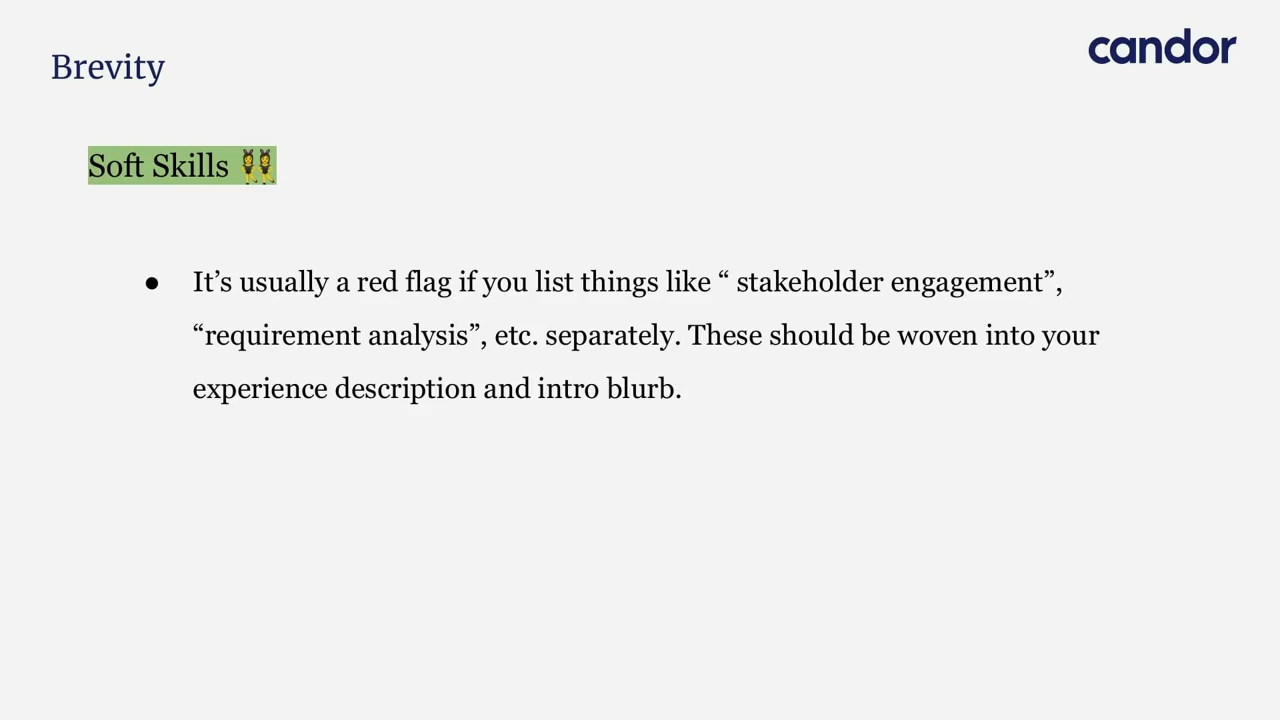 Brevity
candor
Soft Skills 👯
● It’s usually a red flag if you list things like “ stakeholder engagement”,
“requirement analysis”, etc. separately. These should be woven into your
experience description and intro blurb.